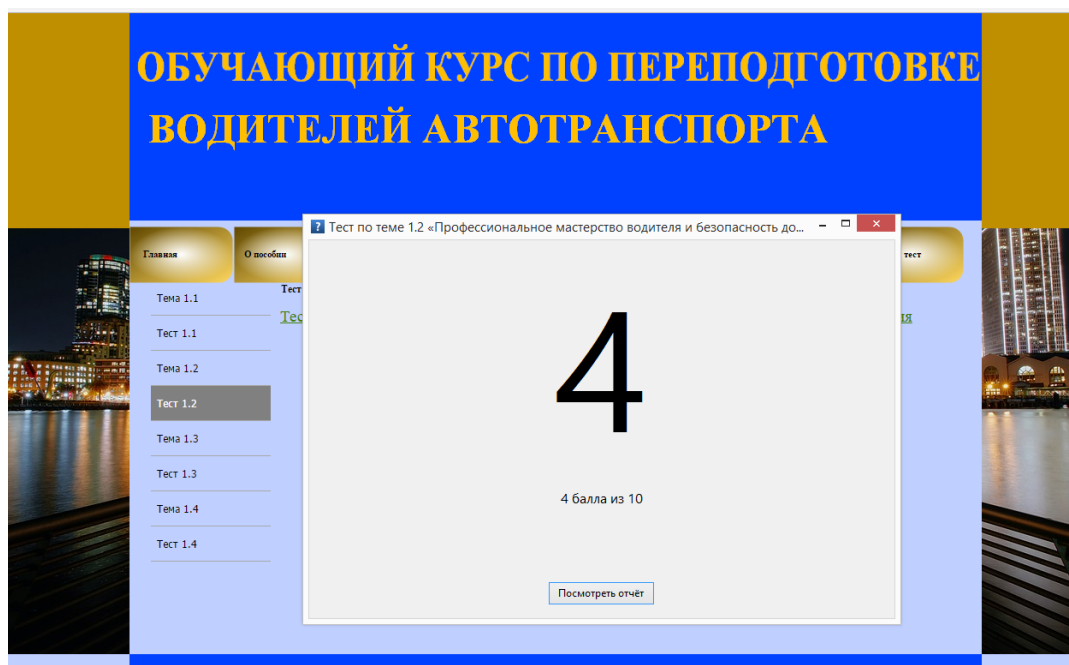 ОБУЧАЮЩИЙ КУРС ПО ПЕРЕПОДГОТОВКЕ
ВОДИТЕЛЕЙ АВТОТРАНСПОРТА
Тест по теме 1.2 «Профессиональное мастерство водителя и безопасность до...
Главная
О пособии
тест
Тест
Тема 1.1
Тест 1.1
Тема 1.2
Тест 1.2
Тема 1.3
Тест 1.3
Тема 1.4
Тест 1.4
4
4 балла из 10
Посмотреть отчёт